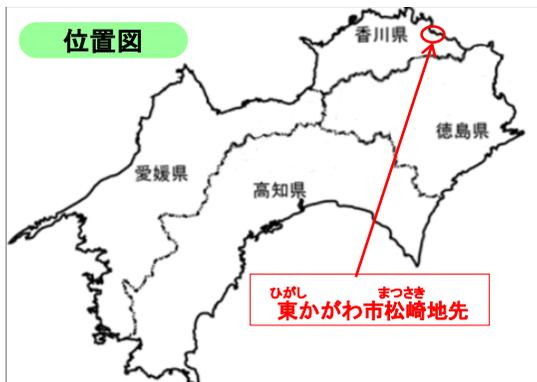 位置図
香川県
徳島県
愛媛県
高知県
ひがし まつさき
東かがわ市松崎地先